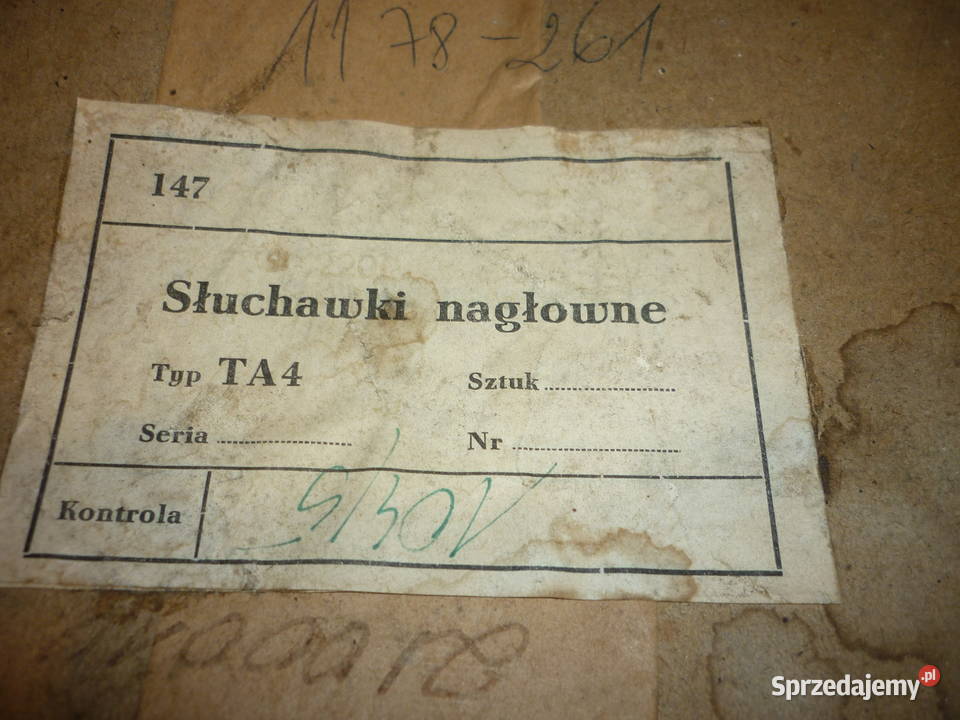 1178-261
147
Słuchawki nagłowne
Typ TA4 Sztuk
Seria Nr
Kontrola
Sprzedajemy.pl